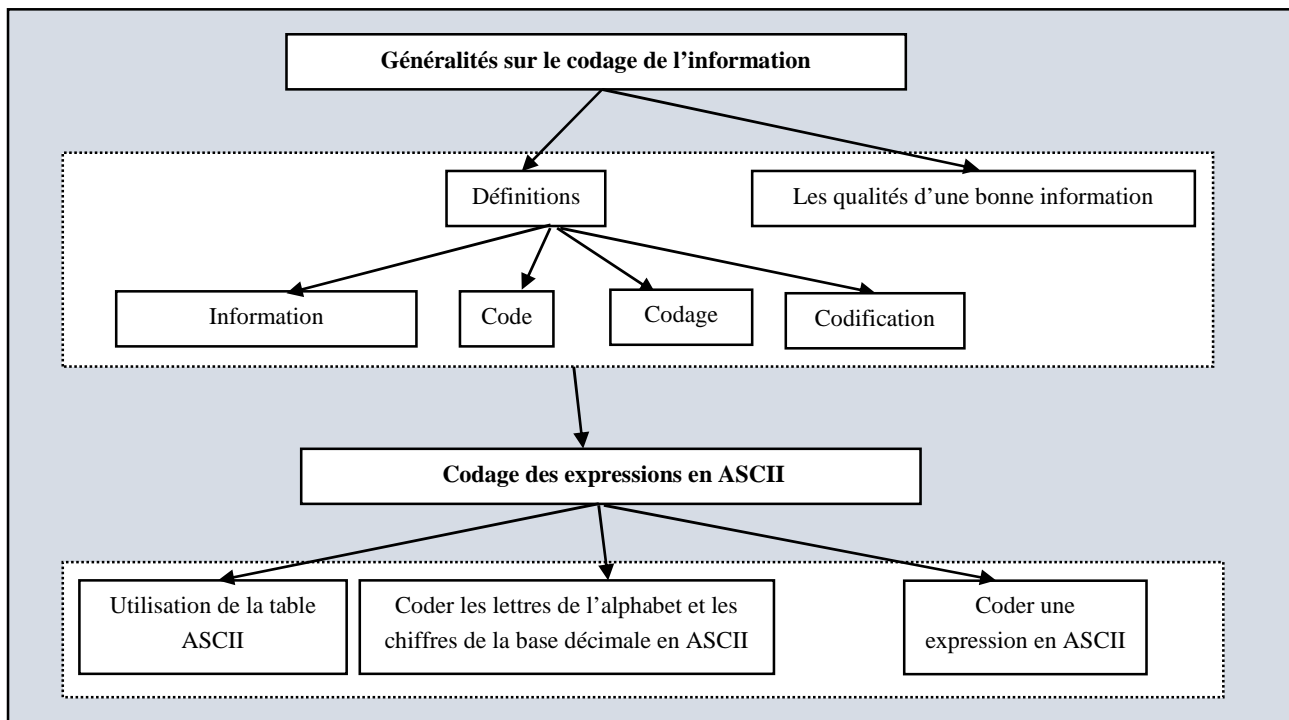 Généralités sur le codage de l’information
Définitions
Les qualités d’une bonne information
Information
Code
Codage
Codification
Codage des expressions en ASCII
Utilisation de la table
ASCII
Coder les lettres de l’alphabet et les
chiffres de la base décimale en ASCII
Coder une
expression en ASCII